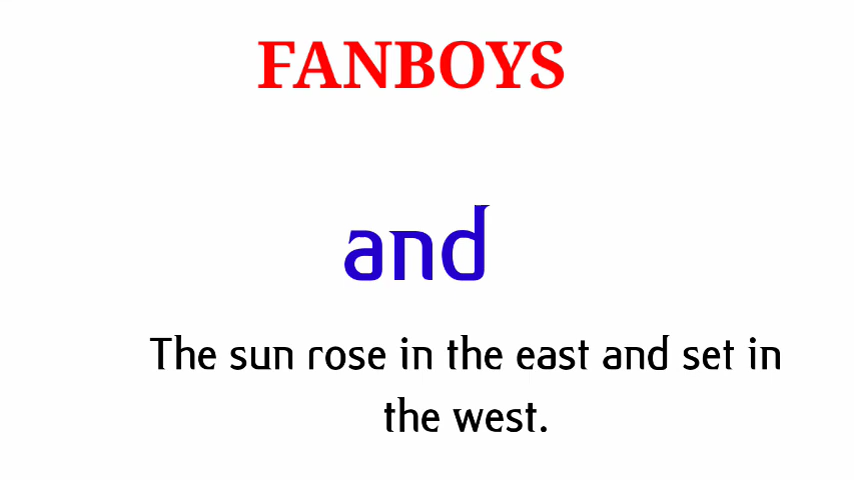 FANBOYS
and
The sun rose in the east and set in
the west.